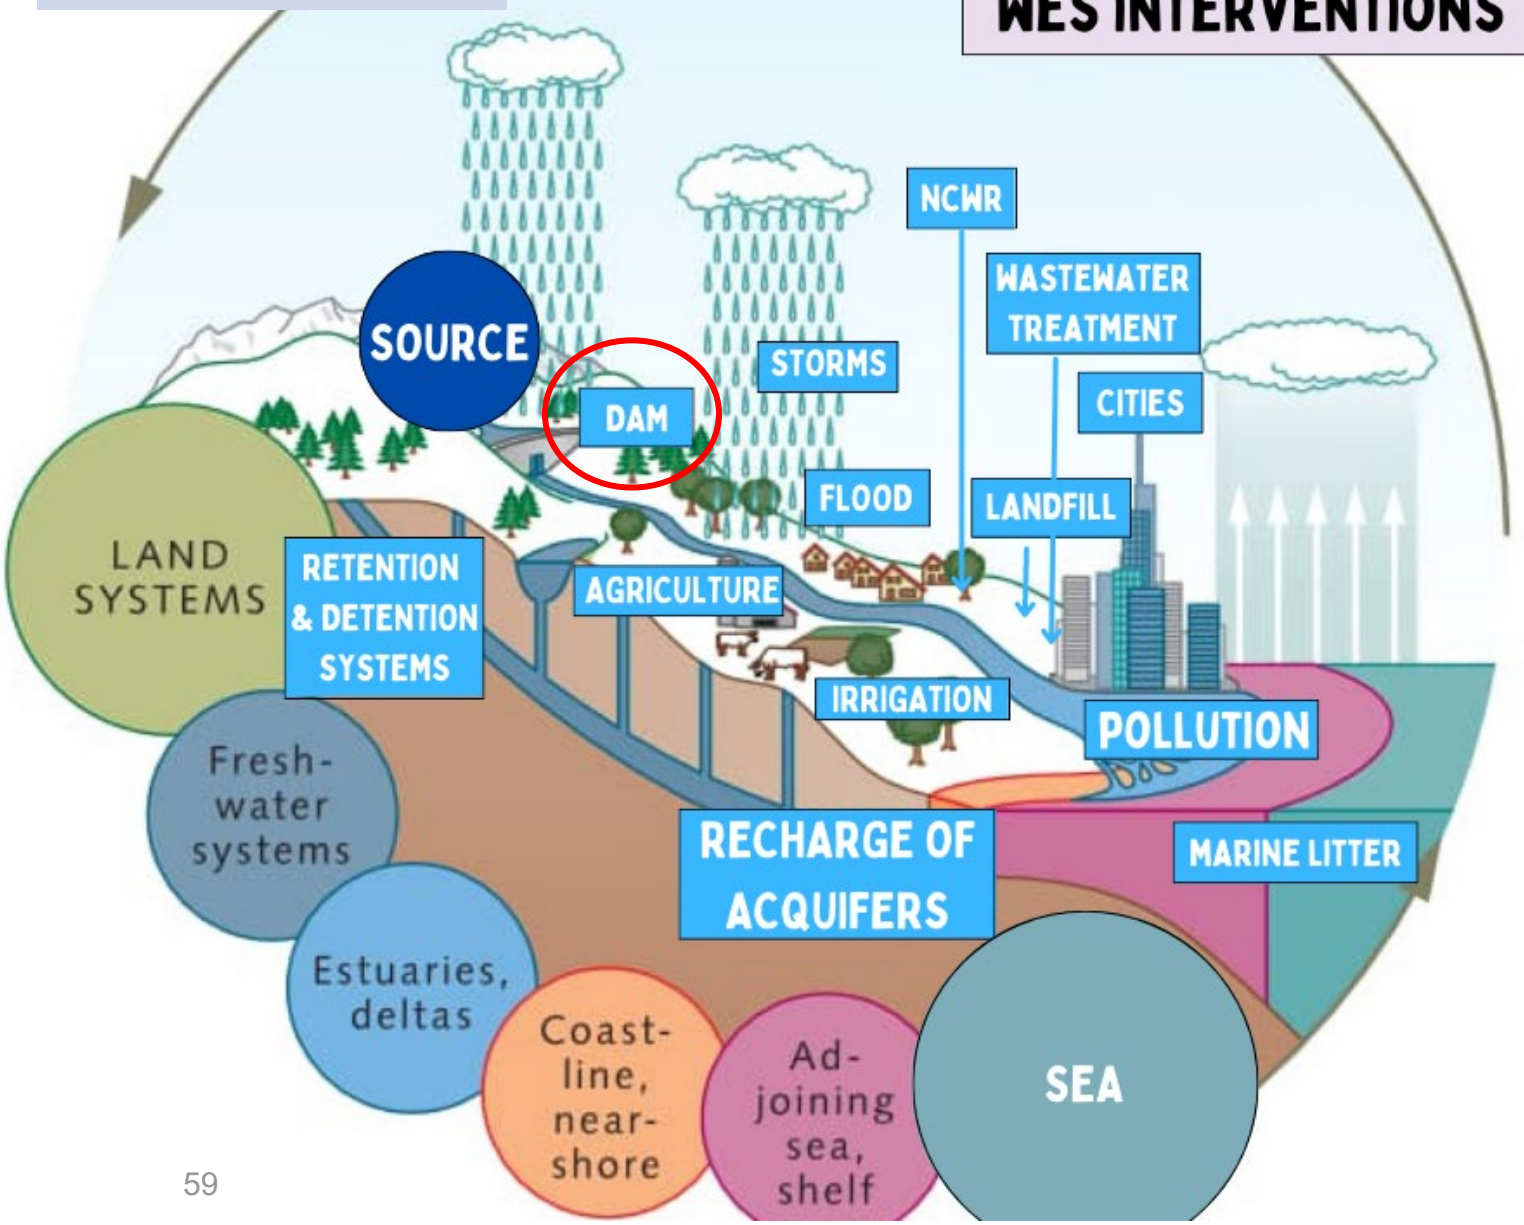 WES INTERVENTIONS
NCWR
WASTEWATER
TREATMENT
SOURCE
STORMS
DAM
CITIES
FLOOD
LANDFILL
LAND
SYSTEMS
RETENTION
& DETENTION
SYSTEMS
AGRICULTURE
IRRIGATION
POLLUTION
Fresh-
water
systems
RECHARGE OF
ACQUIFERS
MARINE LITTER
Estuaries,
deltas
Coast-
line,
near-
shore
Ad-
joining
sea,
shelf
SEA
59